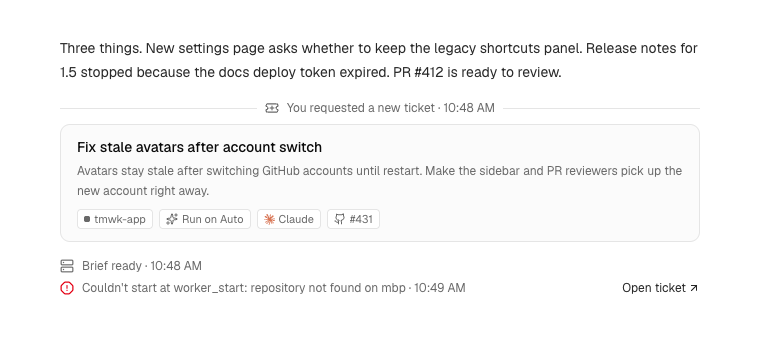 Three things. New settings page asks whether to keep the legacy shortcuts panel. Release notes for
1.5 stopped because the docs deploy token expired. PR #412 is ready to review.
You requested a new ticket · 10:48 AM
Fix stale avatars after account switch
Avatars stay stale after switching GitHub accounts until restart. Make the sidebar and PR reviewers pick up the
new account right away.
tmwk-app Run on Auto Claude #431
Brief ready · 10:48 AM
Couldn't start at worker_start: repository not found on mbp · 10:49 AM Open ticket ↗